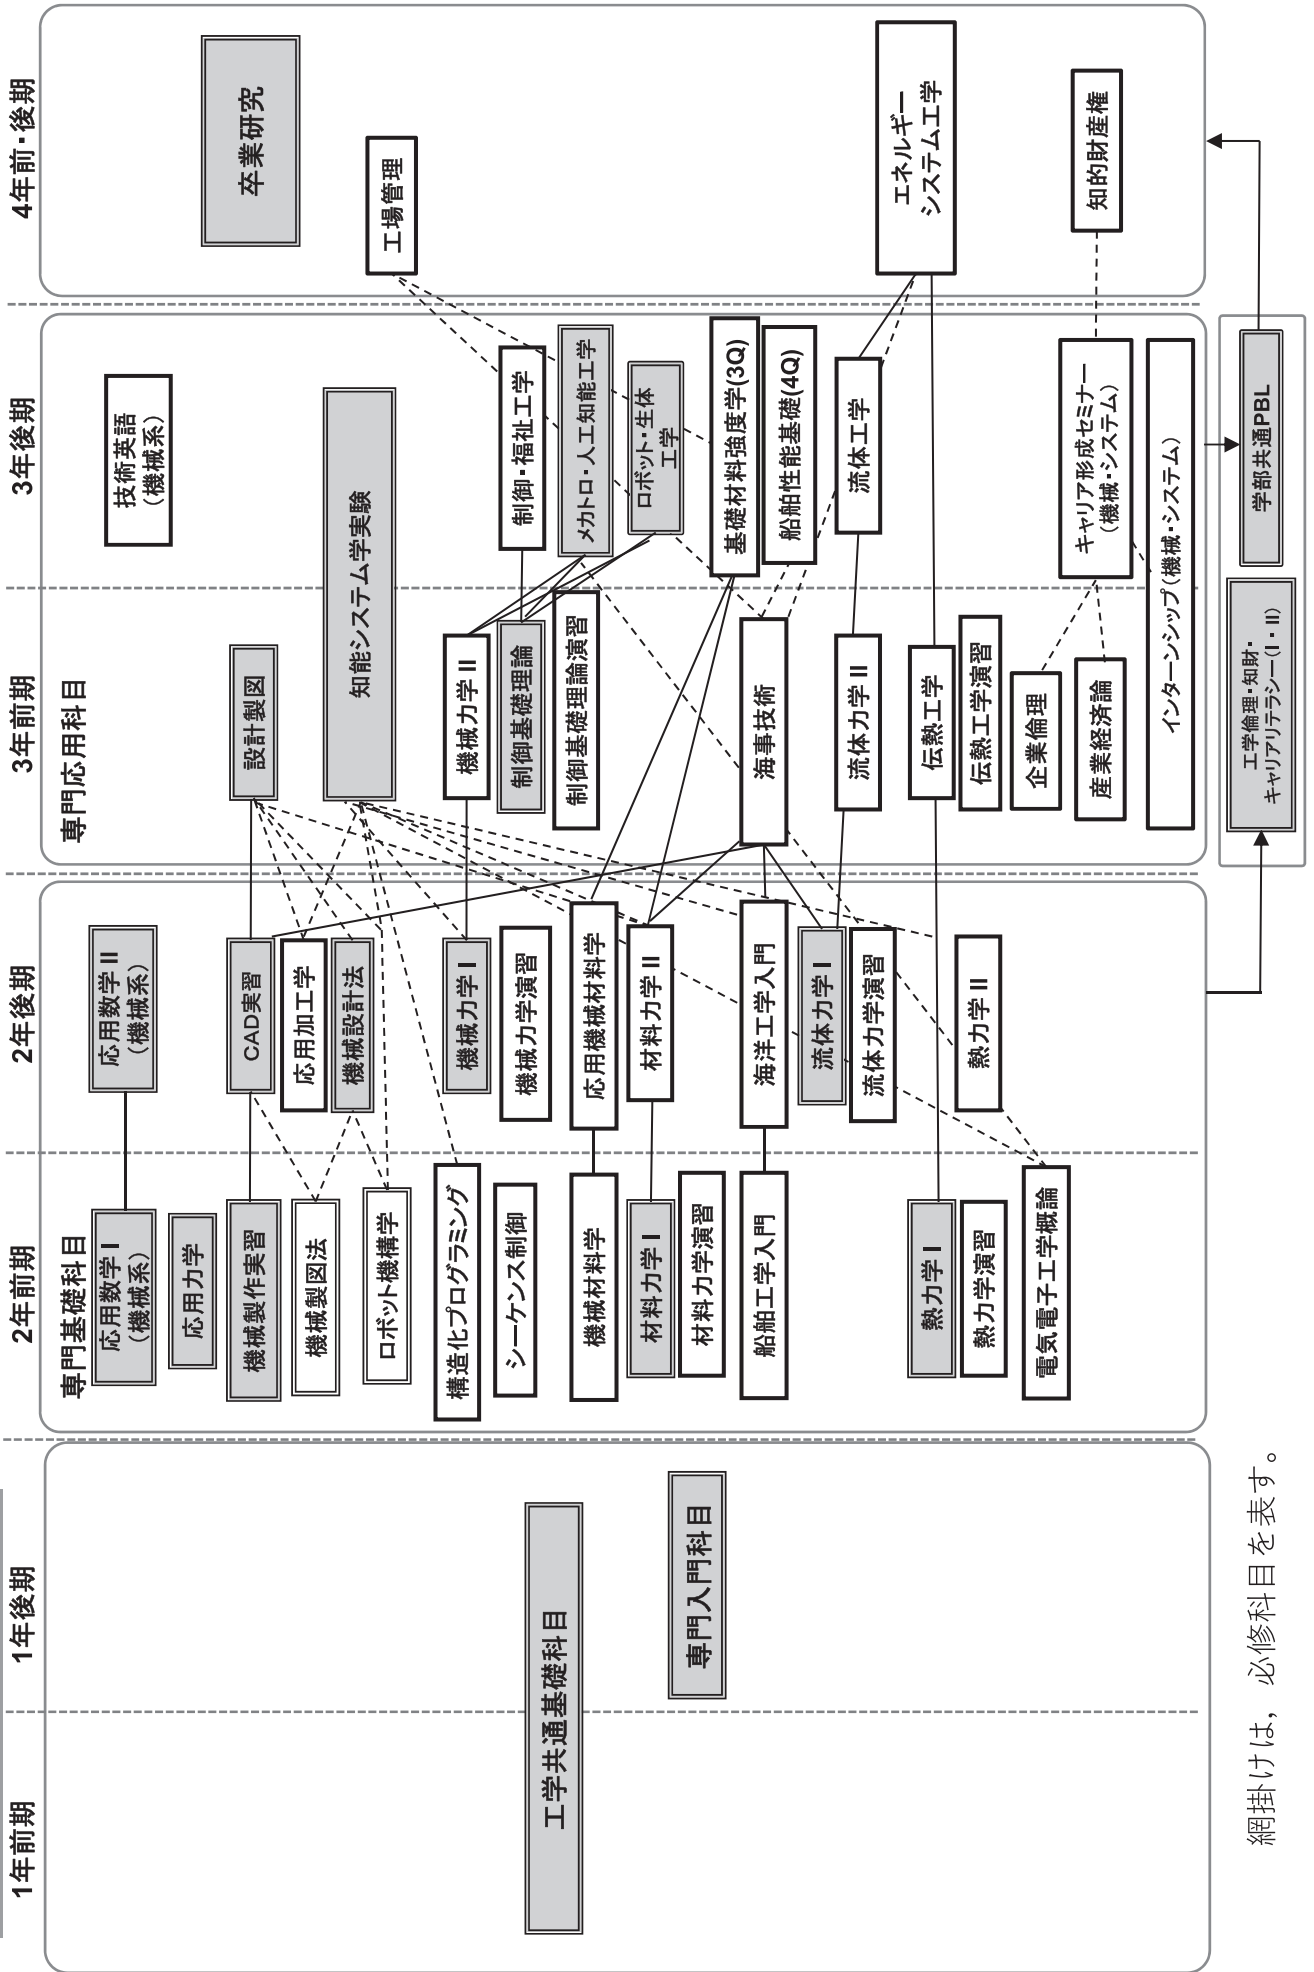 1年前期
1年後期
2年前期
2年後期
3年前期
3年後期
4年前・後期
工学共通基礎科目
専門入門科目
専門基礎科目
応用数学 I
（機械系）
応用力学
機械製作実習
機械製図法
ロボット機構学
構造化プログラミング
シーケンス制御
機械材料学
材料力学 I
材料力学演習
船舶工学入門
熱力学 I
熱力学演習
電気電子工学概論
応用数学 II
（機械系）
CAD実習
応用加工学
機械設計法
機械力学 I
機械力学演習
応用機械材料学
材料力学 II
海洋工学入門
流体力学 I
流体力学演習
熱力学 II
専門応用科目
設計製図
知能システム学実験
機械力学 II
制御基礎理論
制御基礎理論演習
海事技術
流体力学 II
伝熱工学
伝熱工学演習
企業倫理
産業経済論
インターンシップ（機械・システム）
技術英語
（機械系）
制御・福祉工学
メカトロ・人工知能工学
ロボット・生体
工学
基礎材料強度学(3Q)
船舶性能基礎(4Q)
流体工学
キャリア形成セミナー
（機械・システム）
卒業研究
工場管理
エネルギー
システム工学
知的財産権
工学倫理・知財・
キャリアリテラシー(I・II)
学部共通PBL
網掛けは，必修科目を表す。